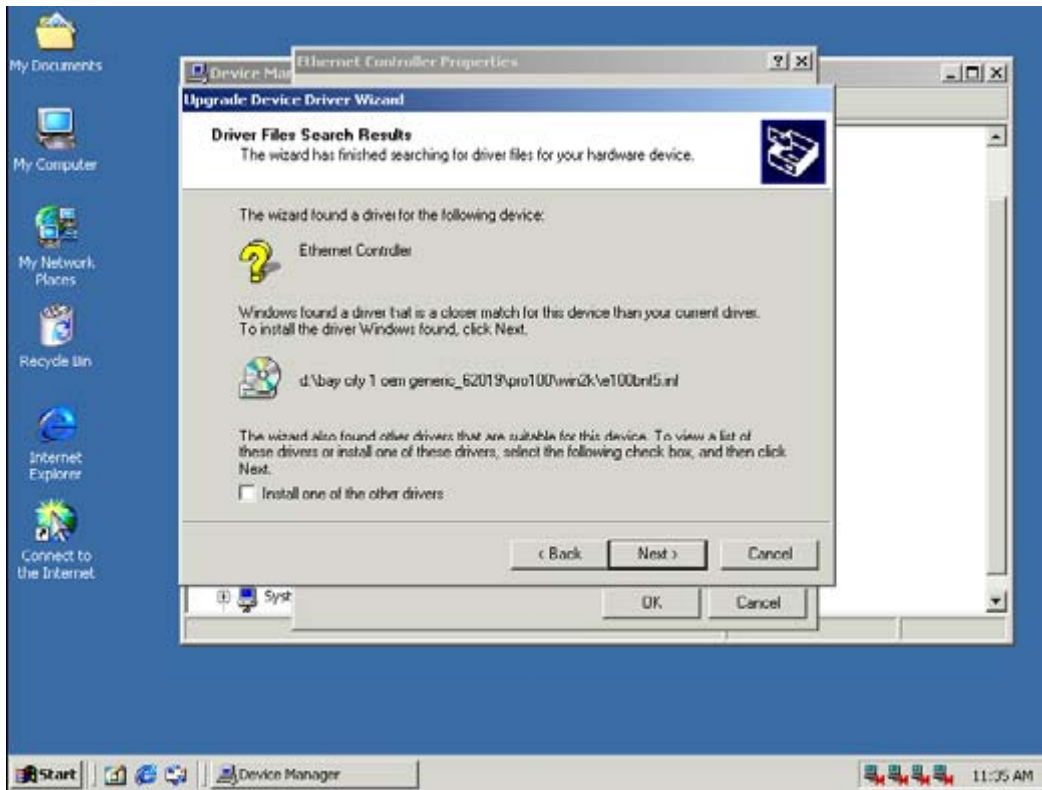 My Documents
My Computer
My Network
Places
Recycle Bin
Internet
Explorer
Connect to
the Internet
Device Man
Ethernet Controller Properties
Upgrade Device Driver Wizard
Driver Files Search Results
The wizard has finished searching for driver files for your hardware device.
The wizard found a driver for the following device:
Ethernet Controller
Windows found a driver that is a closer match for this device than your current driver.
To install the driver Windows found, click Next.
d:\bay city 1 oem generic_62019\pro100\win2k\e100bnt5.inf
The wizard also found other drivers that are suitable for this device. To view a list of
these drivers or install one of these drivers, select the following check box, and then click
Next.
Install one of the other drivers
< Back Next > Cancel
Syst
OK Cancel
Start Device Manager 11:35 AM